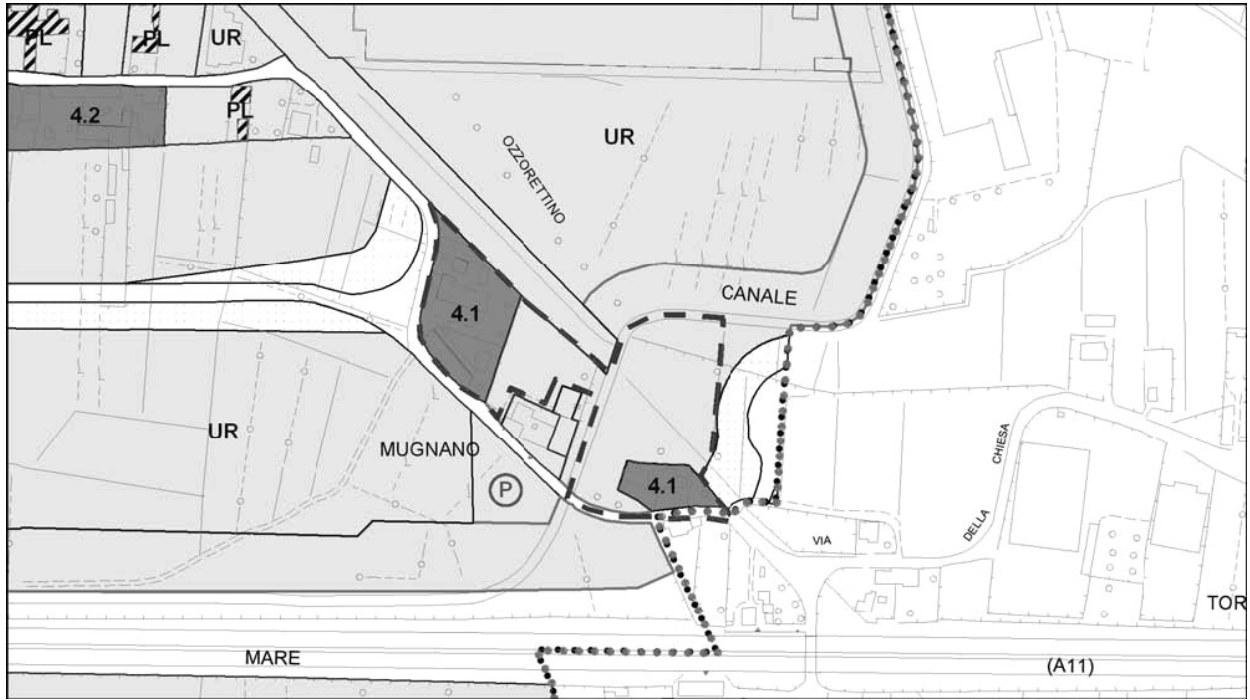 PL
PL
UR
4.2
PL
UR
OZZORETTINO
CANALE
4.1
MUGNANO
UR
4.1
P
CHIESA
DELLA
VIA
TOR
MARE
(A11)